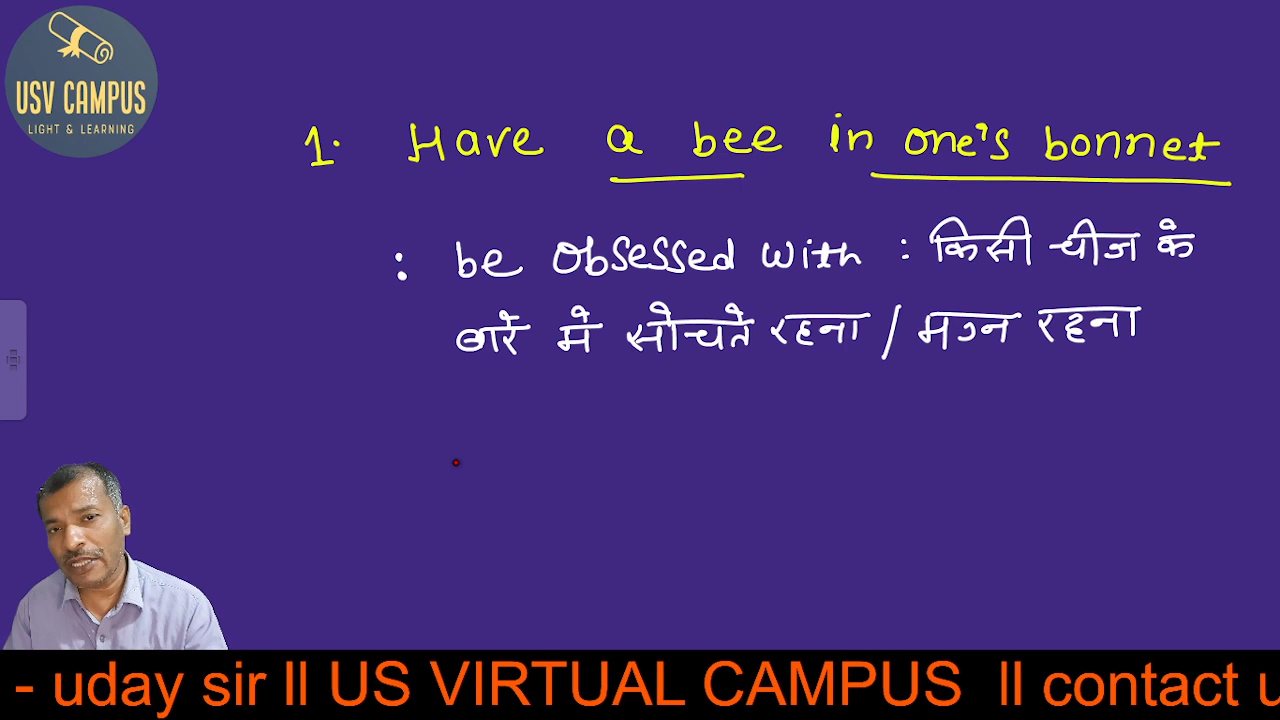 USV CAMPUS
LIGHT & LEARNING
1. Have a bee in one's bonnet
: be obsessed with : किसी चीज के
बारे में सोचते रहना / मग्न रहना
- uday sir ll US VIRTUAL CAMPUS ll contact u